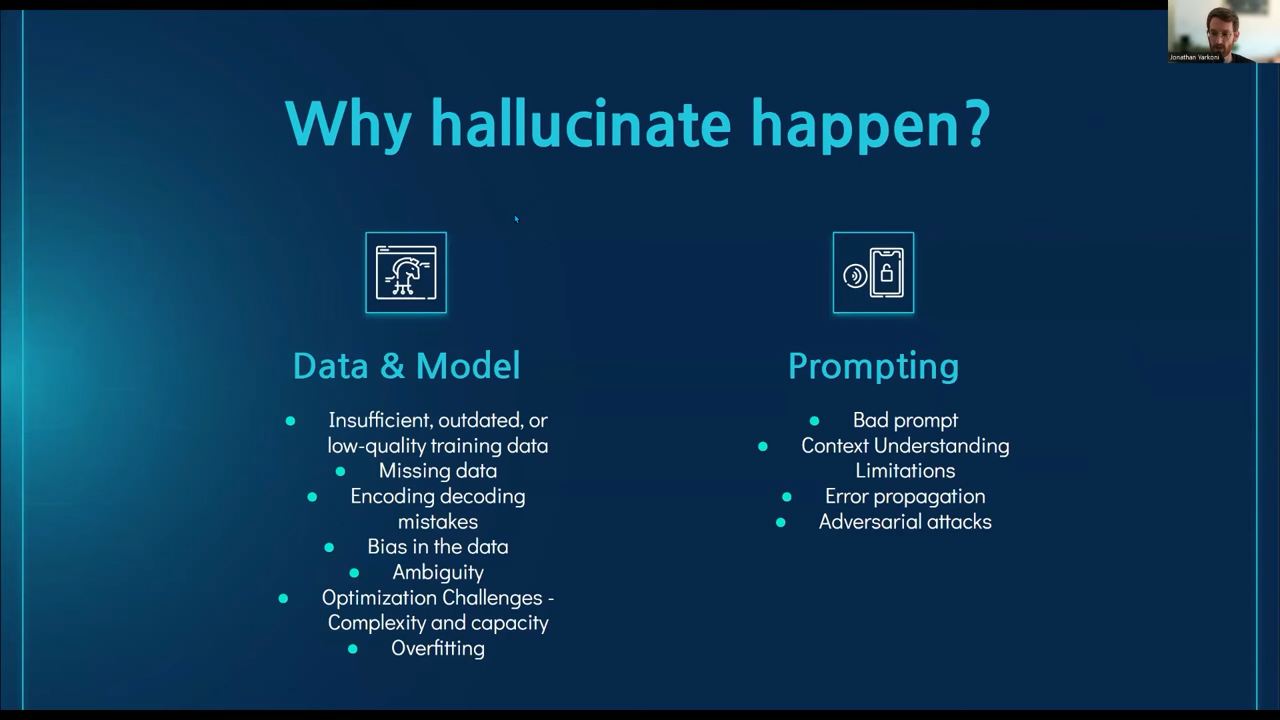 Jonathan Yarkoni
Why hallucinate happen?
Data & Model
● Insufficient, outdated, or
low-quality training data
● Missing data
● Encoding decoding
mistakes
● Bias in the data
● Ambiguity
● Optimization Challenges -
Complexity and capacity
● Overfitting
Prompting
● Bad prompt
● Context Understanding
Limitations
● Error propagation
● Adversarial attacks